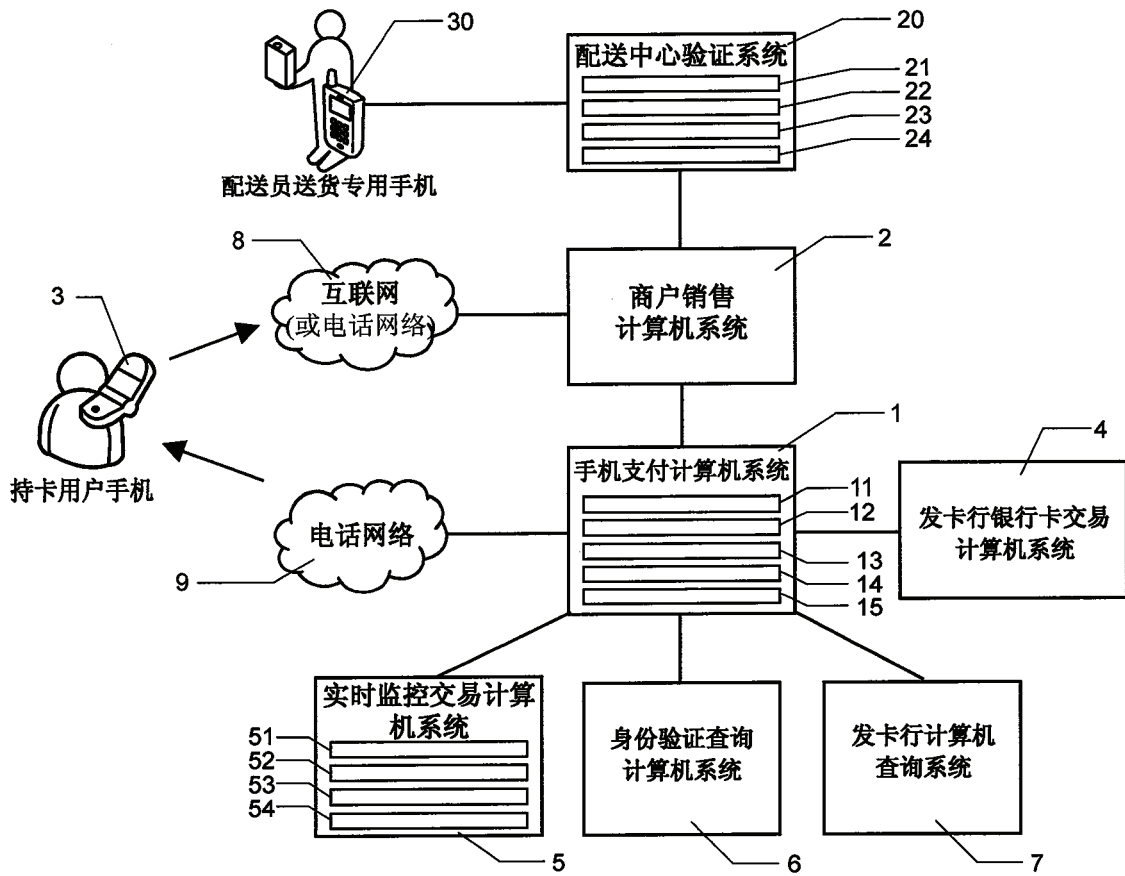 30
20
配送中心验证系统
21
22
23
24
配送员送货专用手机
8
互联网
(或电话网络)
2
商户销售
计算机系统
3
持卡用户手机
1
手机支付计算机系统
11
12
13
14
15
4
发卡行银行卡交易
计算机系统
电话网络
9
实时监控交易计算
机系统
51
52
53
54
5
身份验证查询
计算机系统
6
发卡行计算机
查询系统
7